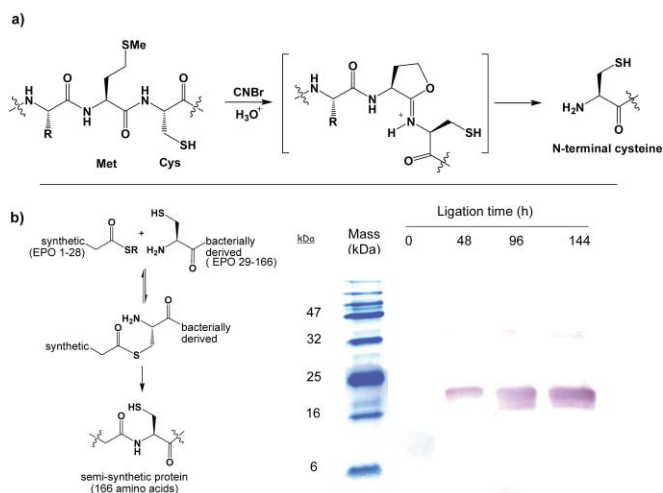 a)
SMe
O
H
N
N
H
R
O
H
N
O
SH
Met
Cys
CNBr
H3O+
H
N
O
N
H
R
O
N
H
+
SH
O
SH
H2N
O
N-terminal cysteine
b)
synthetic
(EPO 1-28)
O
SR
+
HS
H2N
O
bacterially
derived
( EPO 29-166)
H2N
O
bacterially
derived
synthetic
O
S
HS
O
N
H
O
semi-synthetic protein
(166 amino acids)
kDa
Mass
(kDa)
Ligation time (h)
0 48 96 144
47
32
25
16
6